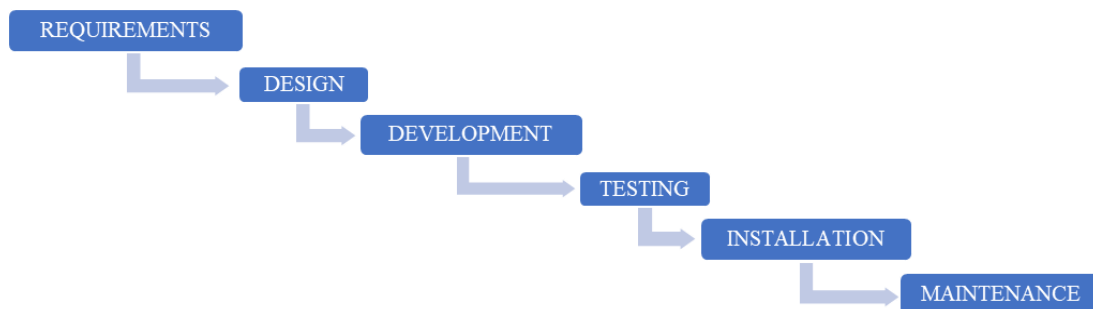 REQUIREMENTS
DESIGN
DEVELOPMENT
TESTING
INSTALLATION
MAINTENANCE